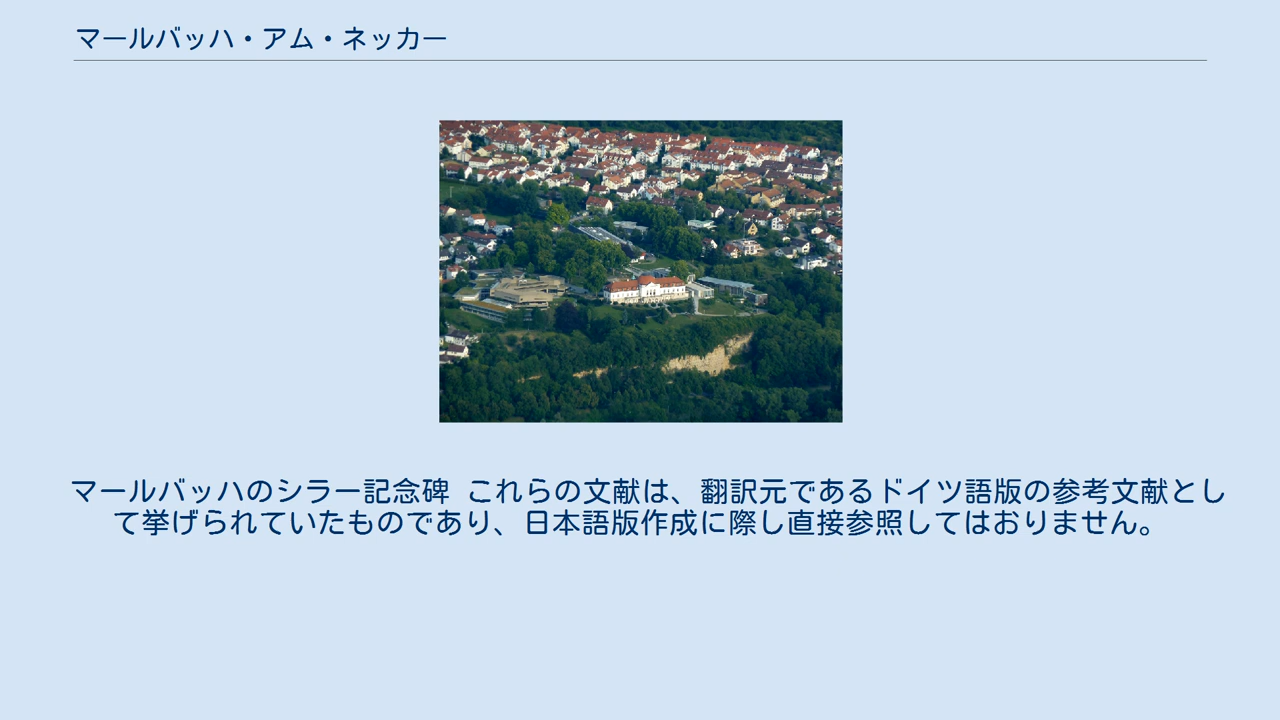 マールバッハ・アム・ネッカー
マールバッハのシラー記念碑 これらの文献は、翻訳元であるドイツ語版の参考文献とし
て挙げられていたものであり、日本語版作成に際し直接参照してはおりません。